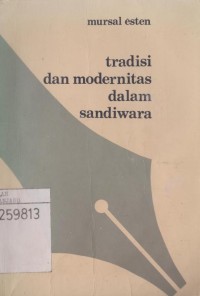 mursal esten
tradisi
dan modernitas
dalam
sandiwara
259813